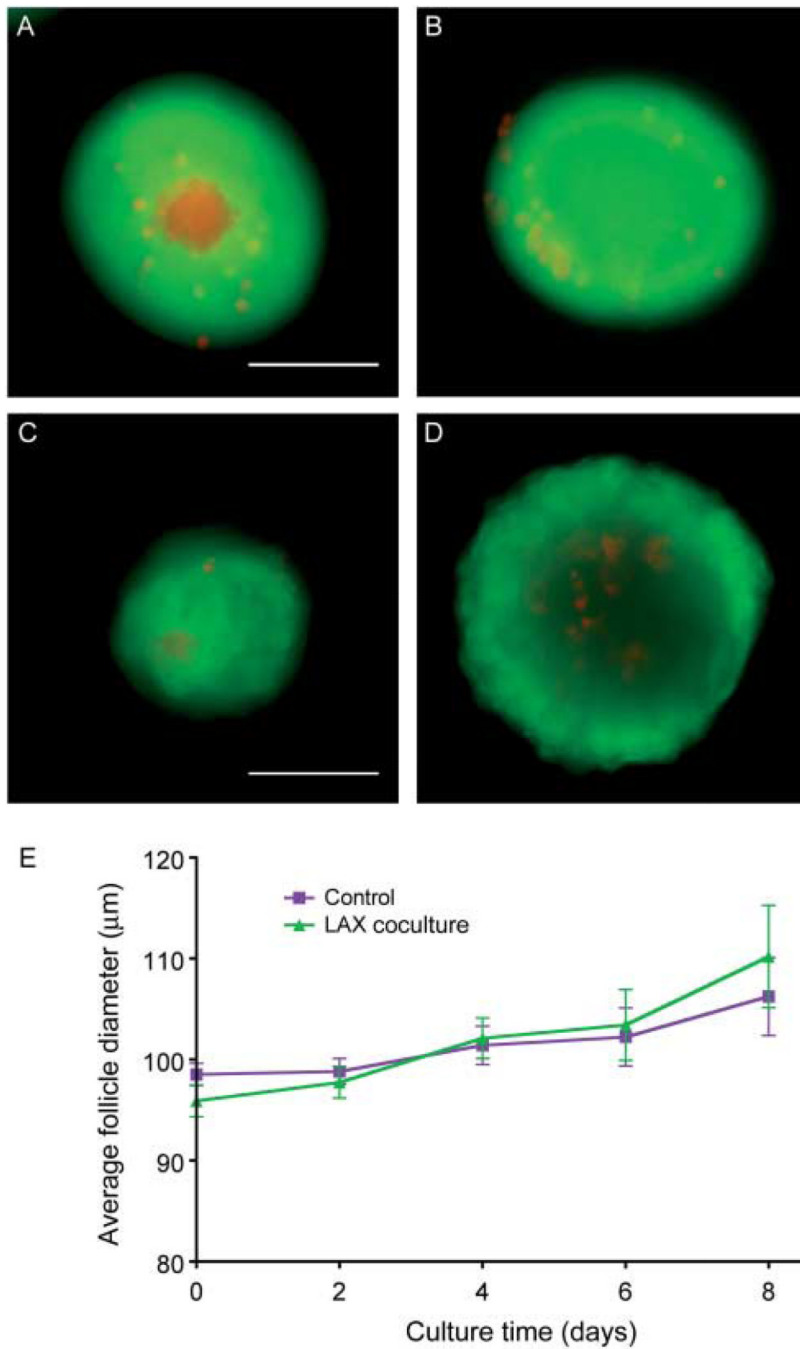 A
B
C
D
E
Average follicle diameter (µm)
120
110
100
90
80
Control
LAX coculture
0 2 4 6 8
Culture time (days)